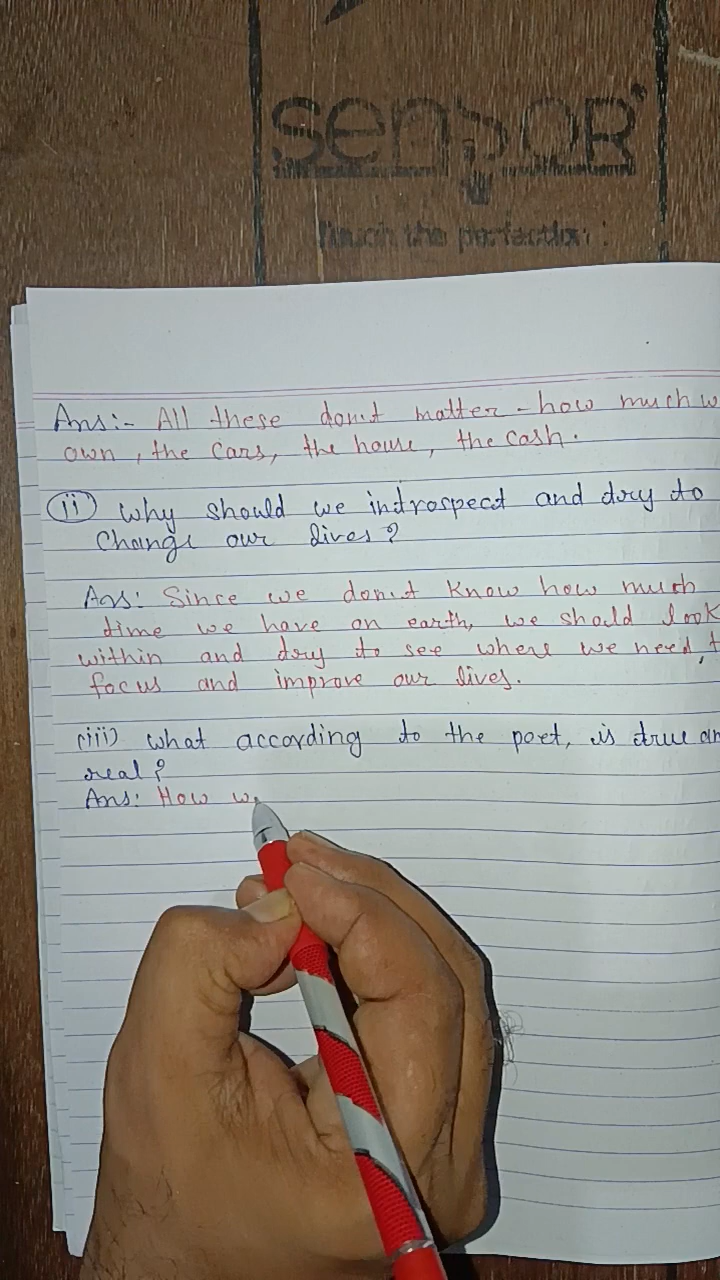 SENSOR
Touch the perfection
Ans:- All these don't matter - how much w
own, the cars, the house, the cash.
(ii) Why should we introspect and try to
change our lives?
Ans: Since we don't know how much
time we have on earth, we should look
within and try to see where we need t
focus and improve our lives.
(iii) what according to the poet, is true an
real?
Ans: How w